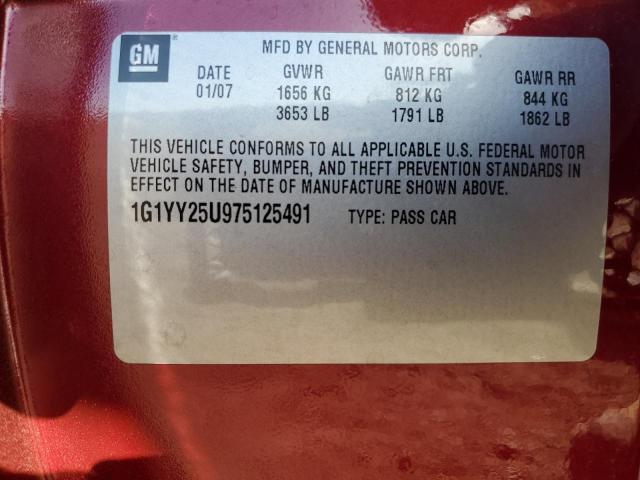 GM ®
MFD BY GENERAL MOTORS CORP.
DATE GVWR GAWR FRT GAWR RR
01/07 1656 KG 812 KG 844 KG
3653 LB 1791 LB 1862 LB
THIS VEHICLE CONFORMS TO ALL APPLICABLE U.S. FEDERAL MOTOR
VEHICLE SAFETY, BUMPER, AND THEFT PREVENTION STANDARDS IN
EFFECT ON THE DATE OF MANUFACTURE SHOWN ABOVE.
1G1YY25U975125491 TYPE: PASS CAR